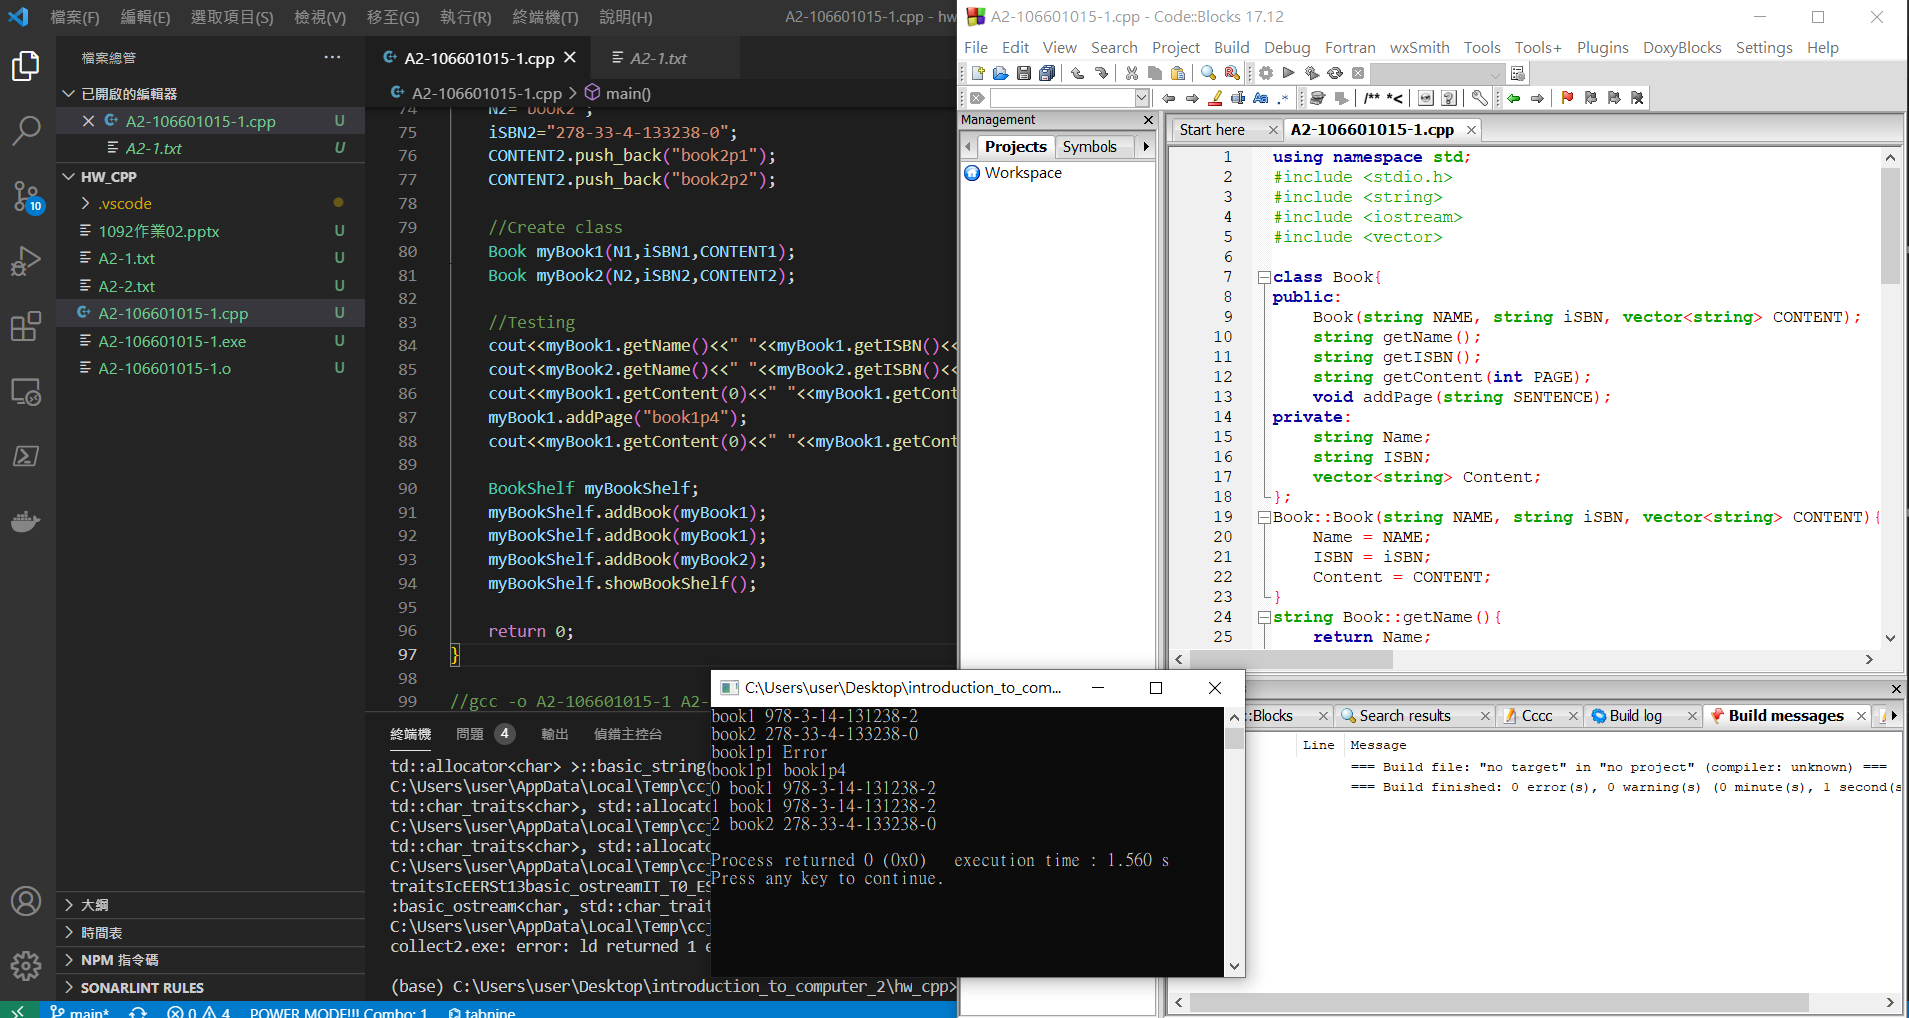 檔案(F) 編輯(E) 選取項目(S) 檢視(V) 移至(G) 執行(R) 終端機(T) 說明(H) A2-106601015-1.cpp - hw
檔案總管 ...
已開啟的編輯器
A2-106601015-1.cpp U
A2-1.txt U
HW_CPP
.vscode
1092作業02.pptx U
A2-1.txt U
A2-2.txt U
A2-106601015-1.cpp U
A2-106601015-1.exe U
A2-106601015-1.o U
10
大綱
時間表
NPM 指令碼
SONARLINT RULES
main* 0 4 POWER MODE!!! Combo: 1 tabnine
A2-106601015-1.cpp A2-1.txt
A2-106601015-1.cpp > main()
74 N2="book2";
75 iSBN2="278-33-4-133238-0";
76 CONTENT2.push_back("book2p1");
77 CONTENT2.push_back("book2p2");
78
79 //Create class
80 Book myBook1(N1,iSBN1,CONTENT1);
81 Book myBook2(N2,iSBN2,CONTENT2);
82
83 //Testing
84 cout<<myBook1.getName()<<" "<<myBook1.getISBN()<<
85 cout<<myBook2.getName()<<" "<<myBook2.getISBN()<<
86 cout<<myBook1.getContent(0)<<" "<<myBook1.getCont
87 myBook1.addPage("book1p4");
88 cout<<myBook1.getContent(0)<<" "<<myBook1.getCont
89
90 BookShelf myBookShelf;
91 myBookShelf.addBook(myBook1);
92 myBookShelf.addBook(myBook1);
93 myBookShelf.addBook(myBook2);
94 myBookShelf.showBookShelf();
95
96 return 0;
97 }
98
99 //gcc -o A2-106601015-1 A2-
終端機 問題 4 輸出 偵錯主控台
td::allocator<char> >::basic_string(
C:\Users\user\AppData\Local\Temp\ccj
td::char_traits<char>, std::allocato
C:\Users\user\AppData\Local\Temp\ccj
td::char_traits<char>, std::allocato
C:\Users\user\AppData\Local\Temp\ccj
traitsIcEERSt13basic_ostreamIT_T0_ES
:basic_ostream<char, std::char_trait
C:\Users\user\AppData\Local\Temp\ccj
collect2.exe: error: ld returned 1 e
(base) C:\Users\user\Desktop\introduction_to_computer_2\hw_cpp>
A2-106601015-1.cpp - Code::Blocks 17.12
File Edit View Search Project Build Debug Fortran wxSmith Tools Tools+ Plugins DoxyBlocks Settings Help
/** *<
Management
Projects Symbols
Workspace
Start here A2-106601015-1.cpp
1 using namespace std;
2 #include <stdio.h>
3 #include <string>
4 #include <iostream>
5 #include <vector>
6
7 class Book{
8 public:
9 Book(string NAME, string iSBN, vector<string> CONTENT);
10 string getName();
11 string getISBN();
12 string getContent(int PAGE);
13 void addPage(string SENTENCE);
14 private:
15 string Name;
16 string ISBN;
17 vector<string> Content;
18 };
19 Book::Book(string NAME, string iSBN, vector<string> CONTENT){
20 Name = NAME;
21 ISBN = iSBN;
22 Content = CONTENT;
23 }
24 string Book::getName(){
25 return Name;
::Blocks Search results Cccc Build log Build messages
Line Message
=== Build file: "no target" in "no project" (compiler: unknown) ===
=== Build finished: 0 error(s), 0 warning(s) (0 minute(s), 1 second(s
C:\Users\user\Desktop\introduction_to_com...
book1 978-3-14-131238-2
book2 278-33-4-133238-0
book1p1 Error
book1p1 book1p4
0 book1 978-3-14-131238-2
1 book1 978-3-14-131238-2
2 book2 278-33-4-133238-0
Process returned 0 (0x0) execution time : 1.560 s
Press any key to continue.